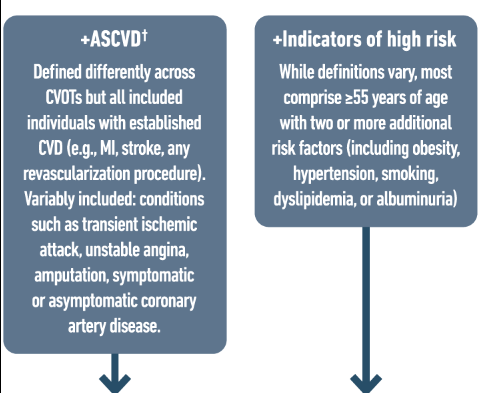 +ASCVD†
Defined differently across
CVOTs but all included
individuals with established
CVD (e.g., MI, stroke, any
revascularization procedure).
Variably included: conditions
such as transient ischemic
attack, unstable angina,
amputation, symptomatic
or asymptomatic coronary
artery disease.
+Indicators of high risk
While definitions vary, most
comprise ≥55 years of age
with two or more additional
risk factors (including obesity,
hypertension, smoking,
dyslipidemia, or albuminuria)